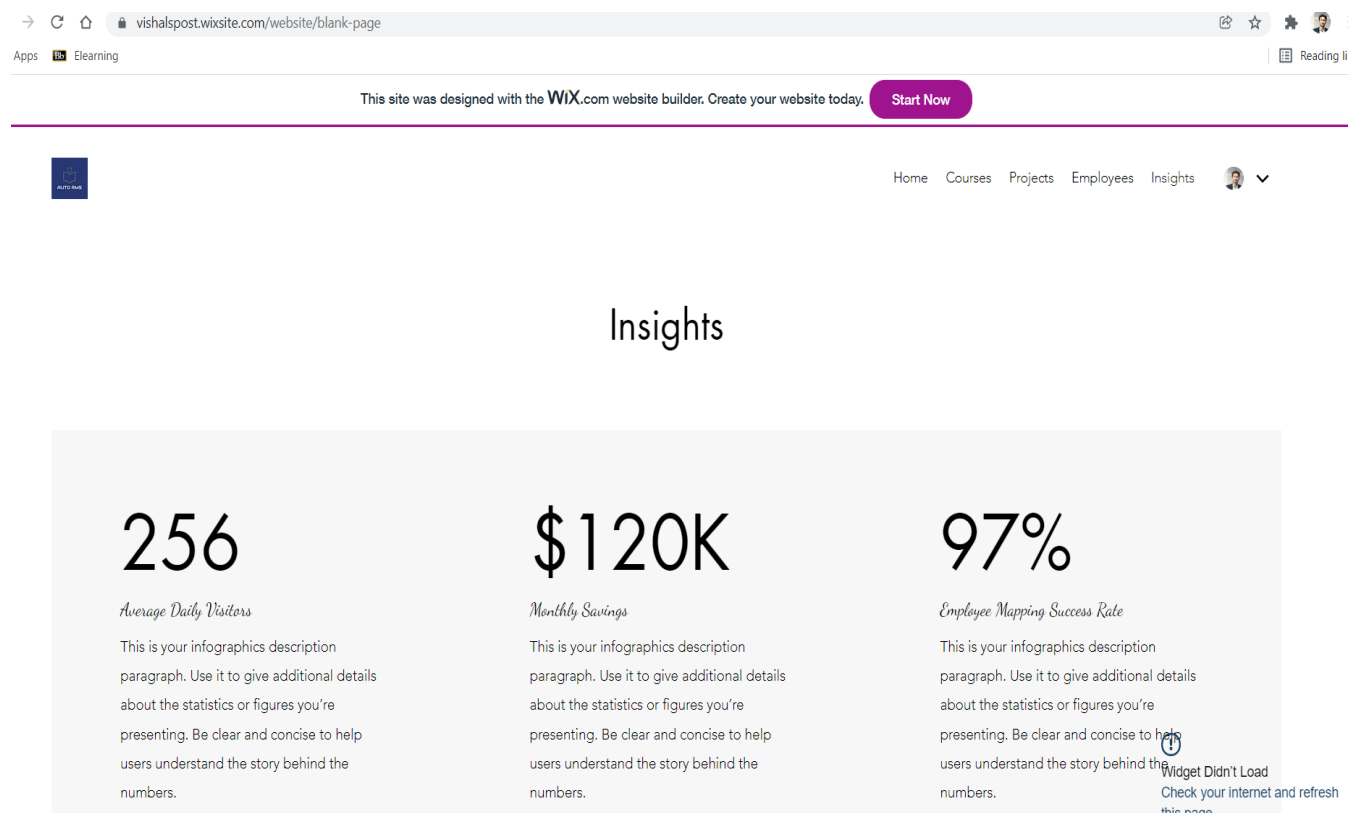 vishalspost.wixsite.com/website/blank-page
Apps Bb Elearning
Reading li
This site was designed with the WiX.com website builder. Create your website today. Start Now
AUTO RMS
Home Courses Projects Employees Insights
Insights
256
Average Daily Visitors
This is your infographics description
paragraph. Use it to give additional details
about the statistics or figures you're
presenting. Be clear and concise to help
users understand the story behind the
numbers.
$120K
Monthly Savings
This is your infographics description
paragraph. Use it to give additional details
about the statistics or figures you're
presenting. Be clear and concise to help
users understand the story behind the
numbers.
97%
Employee Mapping Success Rate
This is your infographics description
paragraph. Use it to give additional details
about the statistics or figures you're
presenting. Be clear and concise to help
users understand the story behind the
numbers.
Widget Didn't Load
Check your internet and refresh
this page